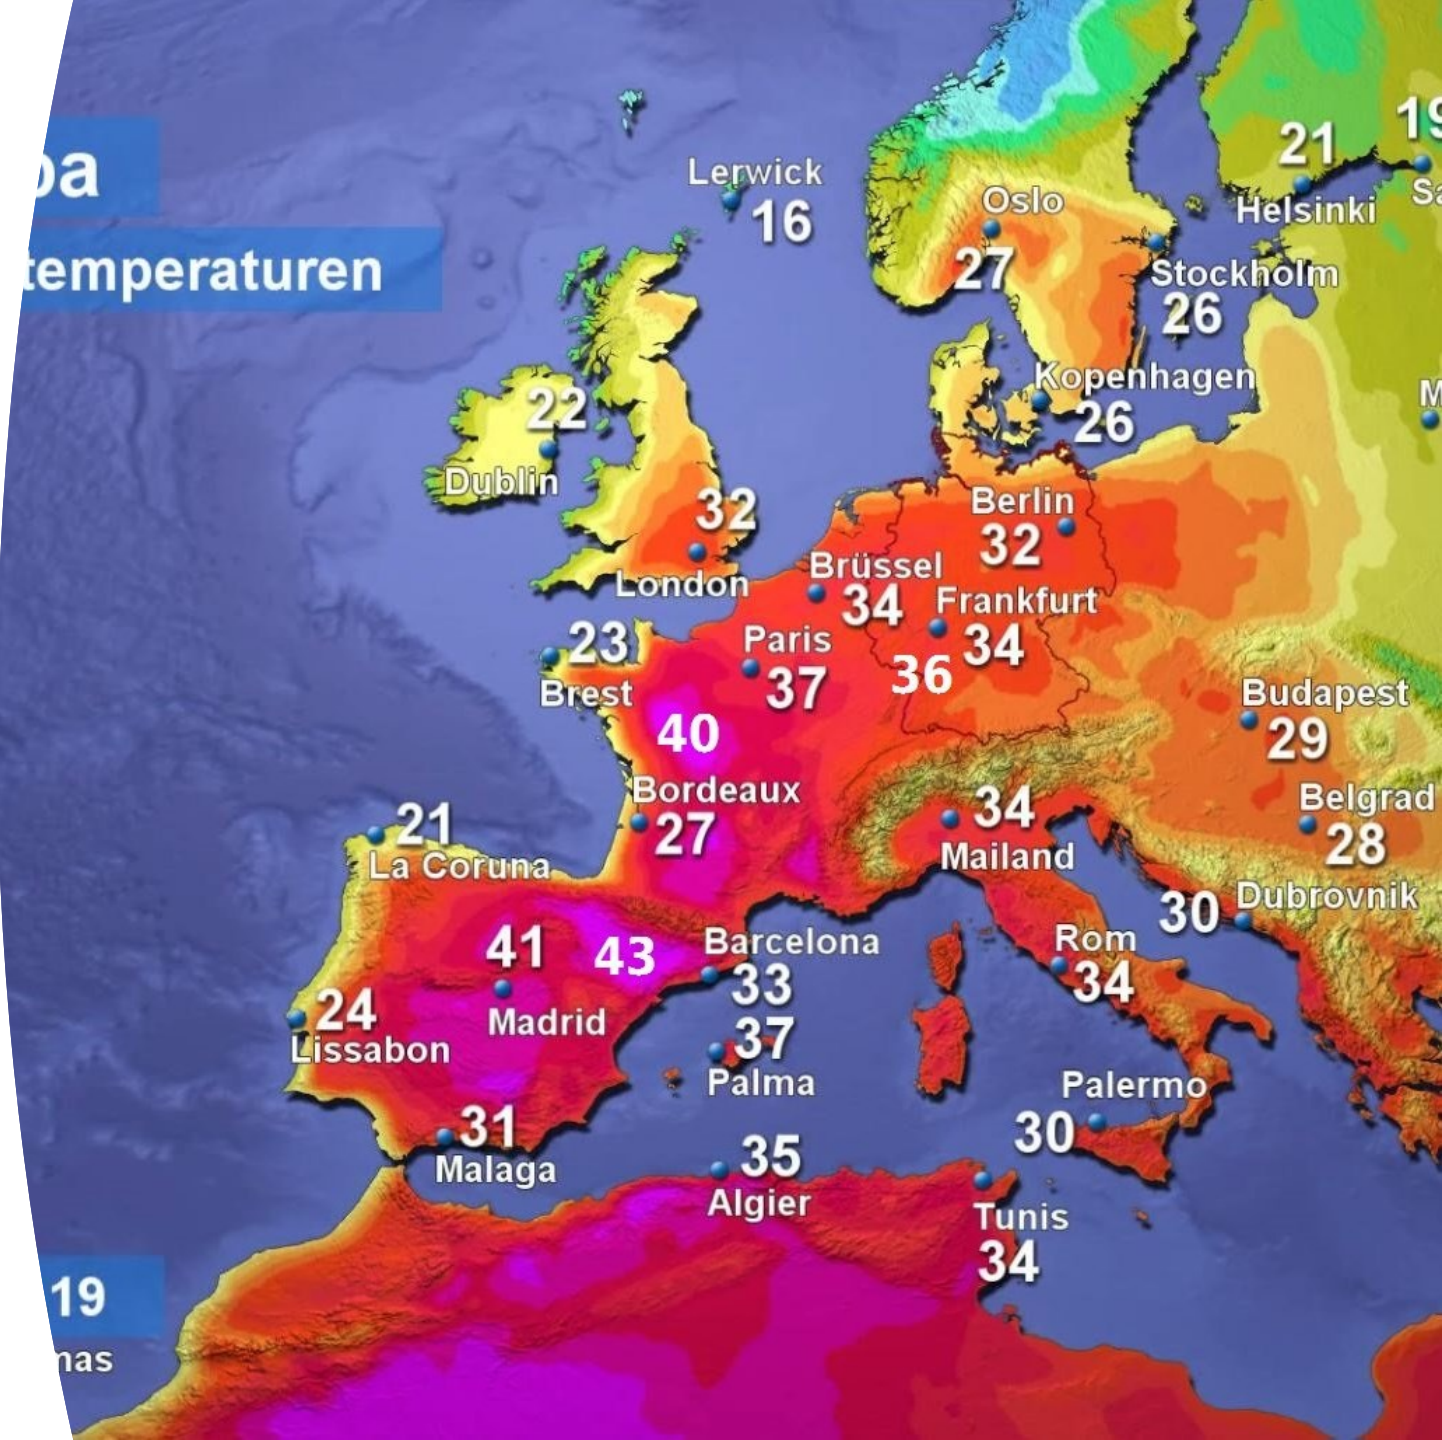 temperaturen
Lerwick
16
Oslo
27
21
Helsinki
19
Stockholm
26
Kopenhagen
26
22
Dublin
32
London
Berlin
32
Brüssel
34
Frankfurt
34
36
23
Brest
Paris
37
40
Bordeaux
27
Budapest
29
Belgrad
28
21
La Coruna
34
Mailand
30
Dubrovnik
41
Madrid
43
Barcelona
33
Rom
34
24
Lissabon
37
Palma
Palermo
30
31
Malaga
35
Algier
Tunis
34
19